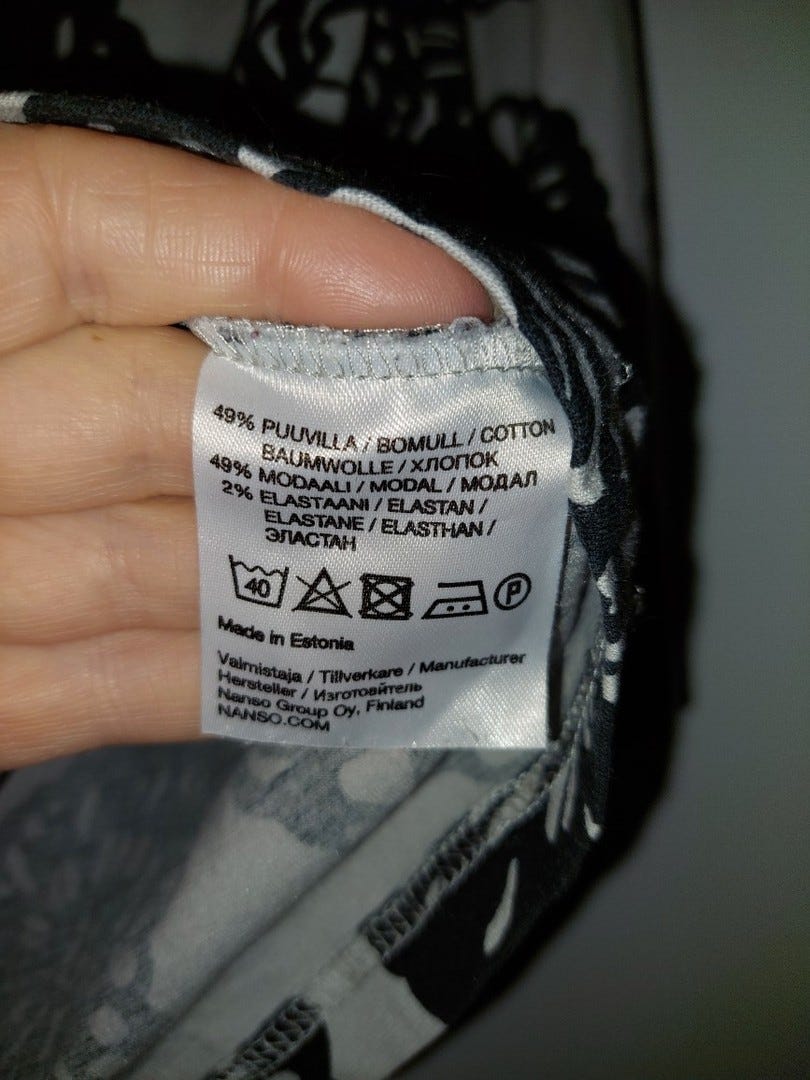 49% PUUVILLA / BOMULL / COTTON
BAUMWOLLE / ХЛОПОК
49% MODAALI / MODAL / МОДАЛ
2% ELASTAANI / ELASTAN /
ELASTANE / ELASTHAN /
ЭЛАСТАН
40 P
Made in Estonia
Valmistaja / Tillverkare / Manufacturer
Hersteller / Изготовитель
Nanso Group Oy, Finland
NANSO.COM